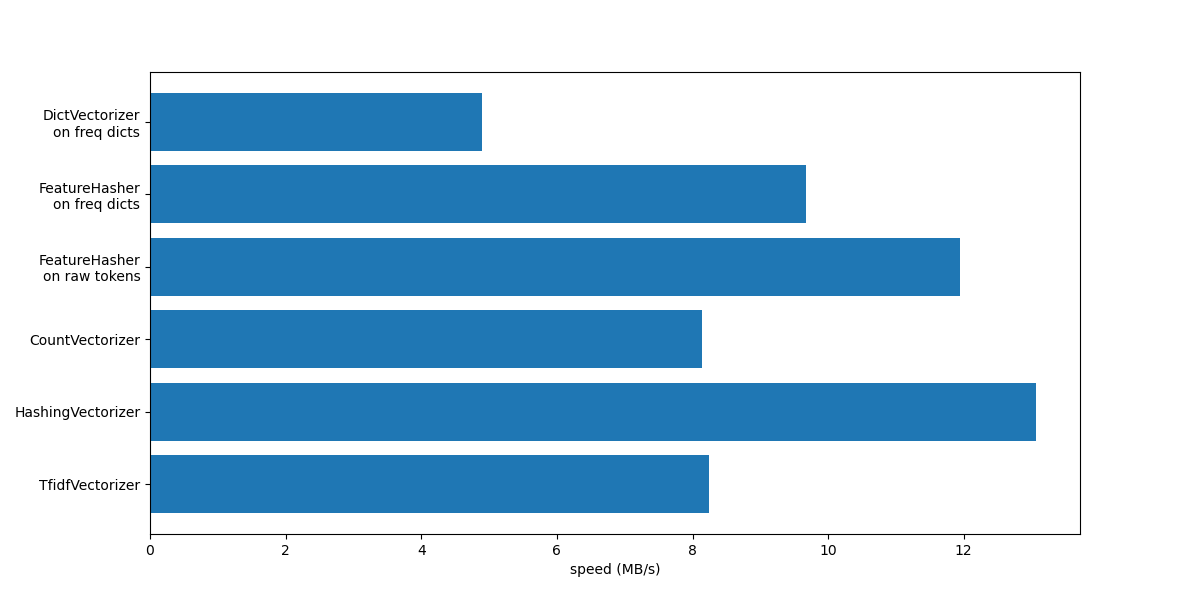 DictVectorizer
on freq dicts
FeatureHasher
on freq dicts
FeatureHasher
on raw tokens
CountVectorizer
HashingVectorizer
TfidfVectorizer
0 2 4 6 8 10 12
speed (MB/s)